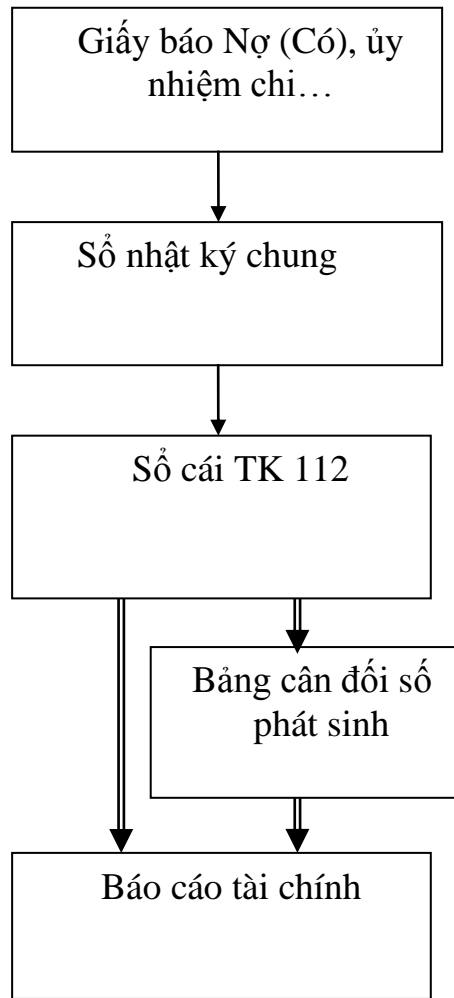 Giấy báo Nợ (Có), ủy
nhiệm chi…
Sổ nhật ký chung
Sổ cái TK 112
Bảng cân đối số
phát sinh
Báo cáo tài chính